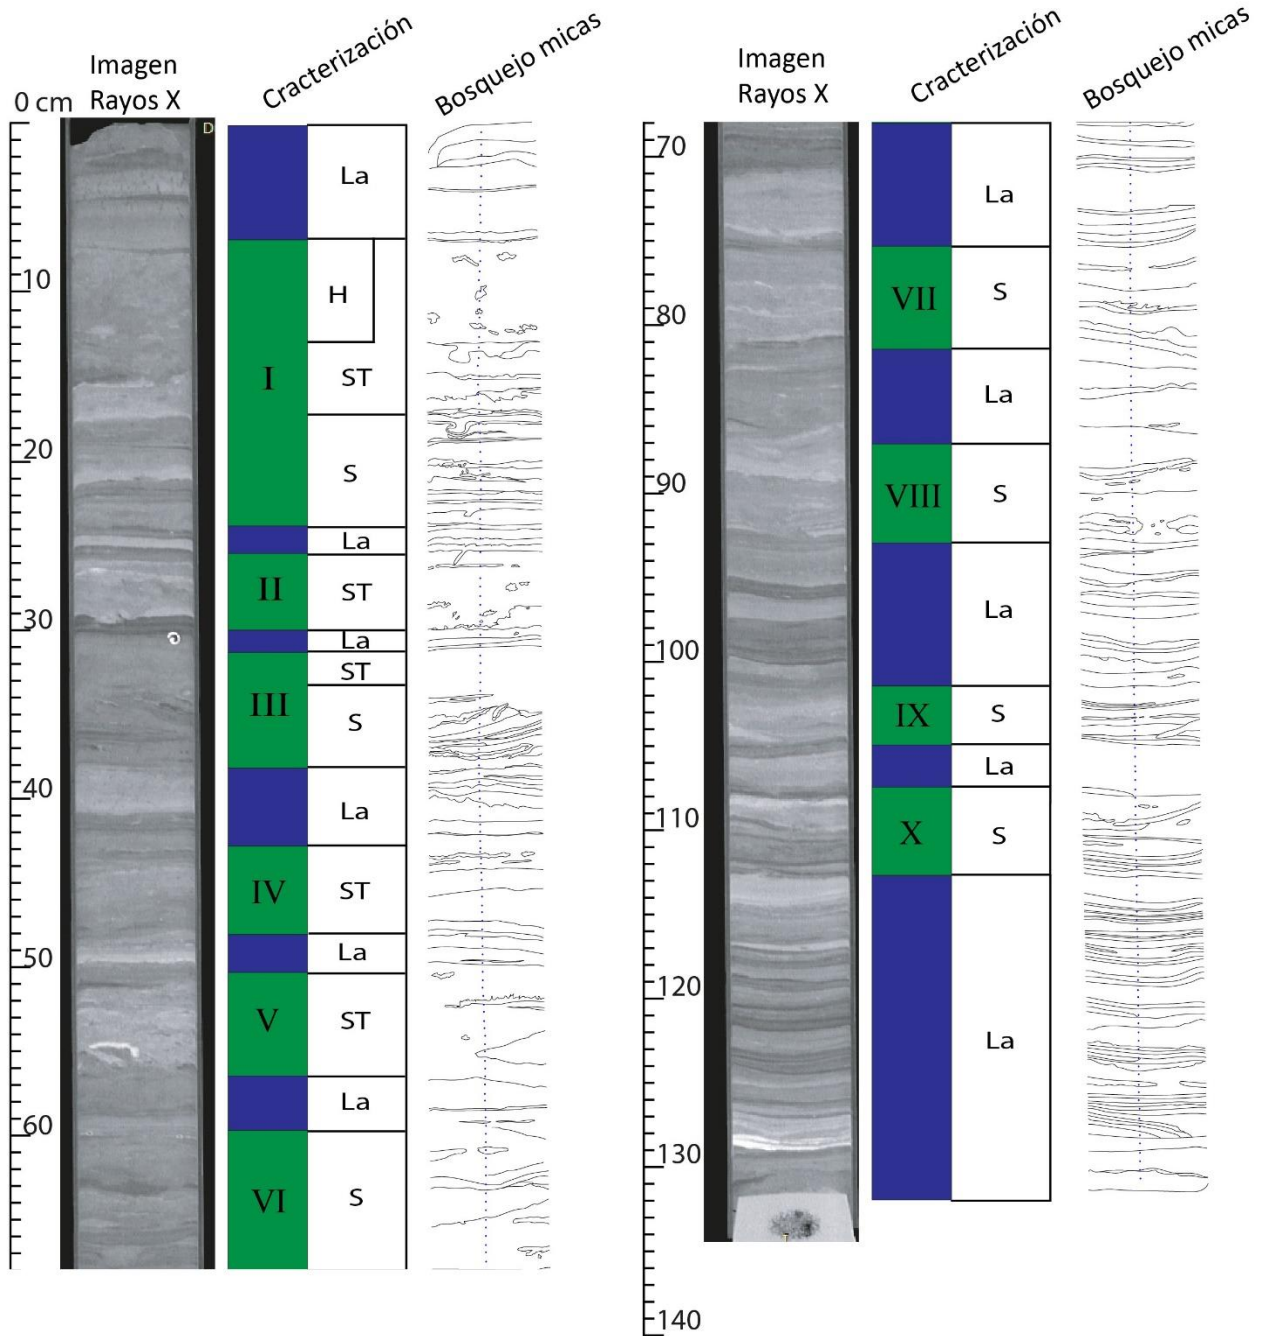 0 cm
Imagen
Rayos X
Cracterización
Bosquejo micas
D
La
10
H
I
ST
20
S
La
II
ST
30
La
ST
III
S
40
La
IV
ST
50
La
V
ST
La
60
VI
S
Imagen
Rayos X
Cracterización
Bosquejo micas
70
La
VII
S
80
La
90
VIII
S
La
100
IX
S
La
110
X
S
120
La
130
140